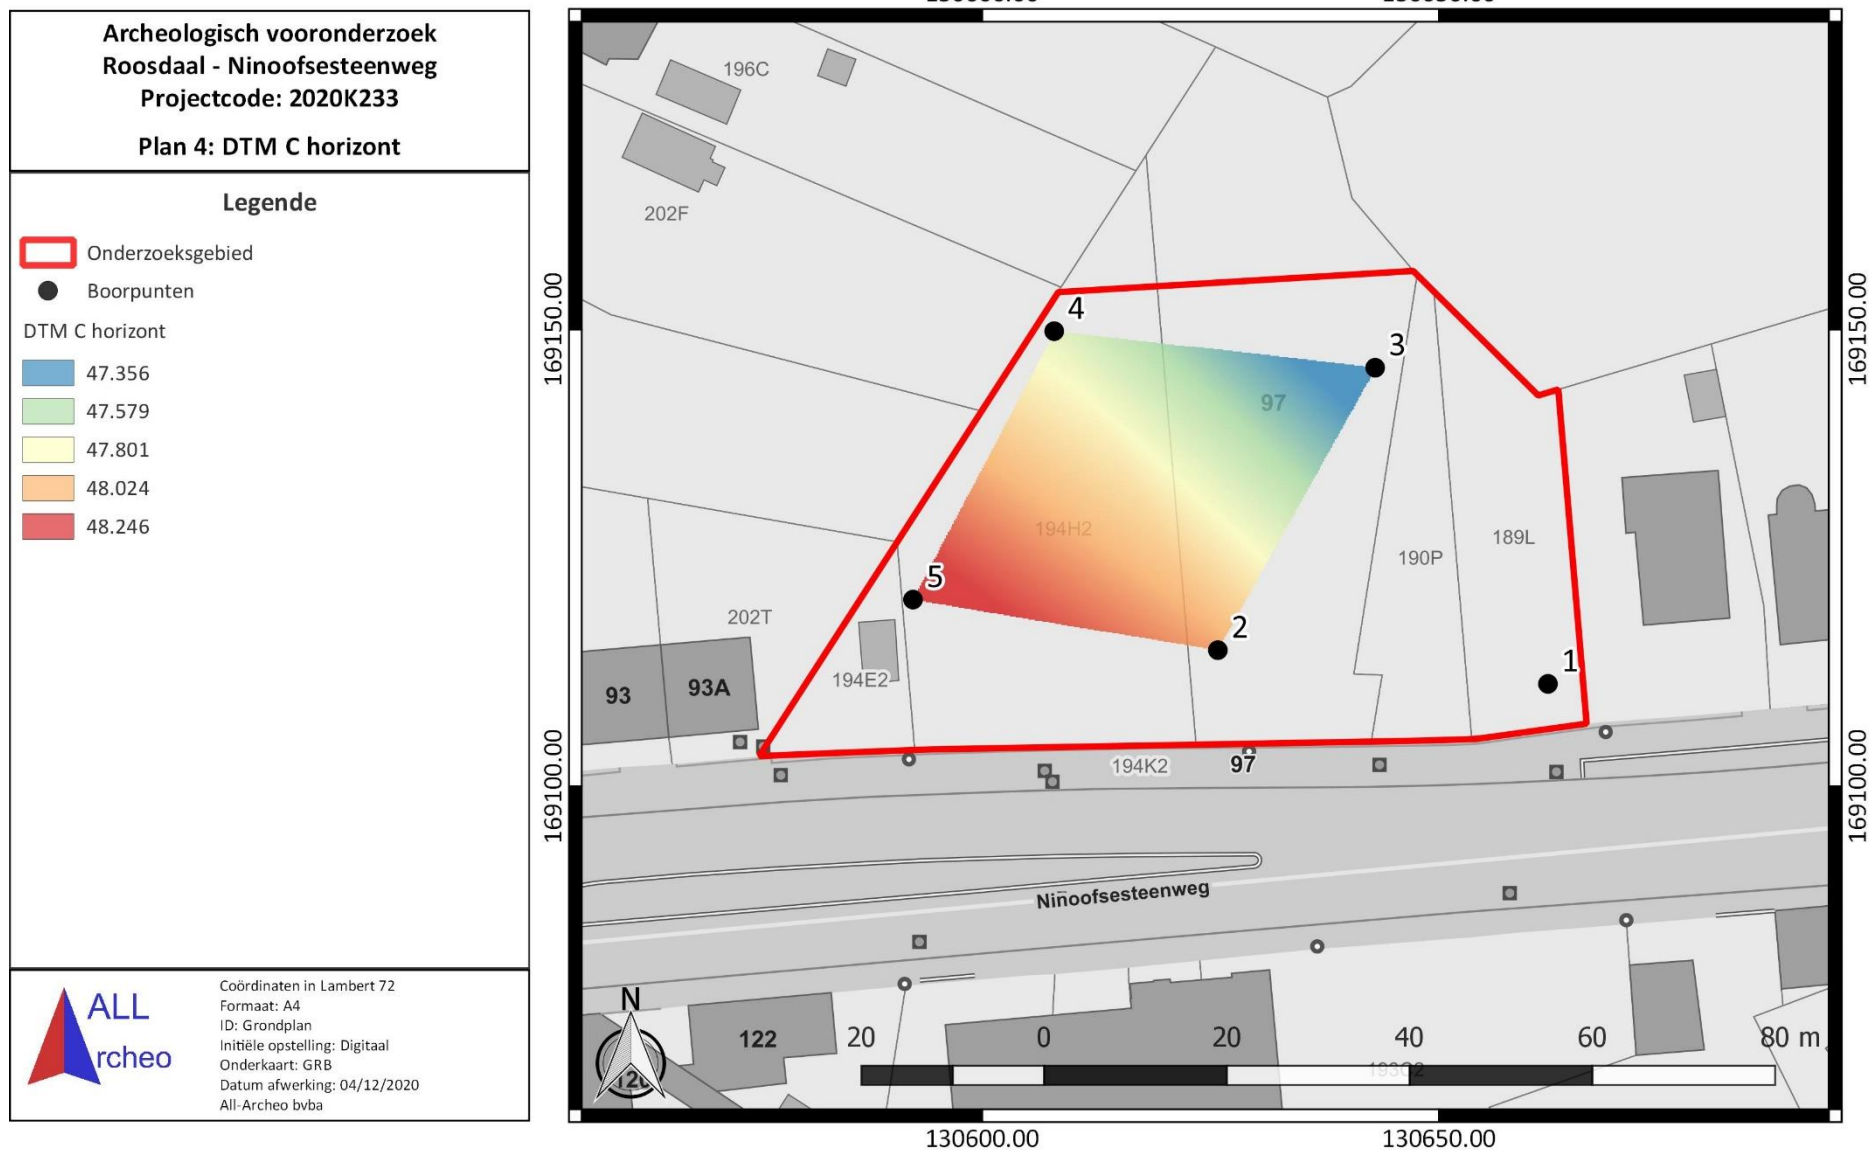 Archeologisch vooronderzoek
Roosdaal - Ninoofsesteenweg
Projectcode: 2020K233
Plan 4: DTM C horizont
Legende
Onderzoeksgebied
Boorpunten
DTM C horizont
47.356
47.579
47.801
48.024
48.246
ALL
rcheo
Coördinaten in Lambert 72
Formaat: A4
ID: Grondplan
Initiële opstelling: Digitaal
Onderkaart: GRB
Datum afwerking: 04/12/2020
All-Archeo bvba
196C
202F
169150.00
169150.00
4
3
97
194H2
189L
190P
5
202T
2
1
194E2
93
93A
194K2
97
169100.00
169100.00
Ninoofsesteenweg
N
122
20 0 20 40 60 80 m
130600.00
130650.00